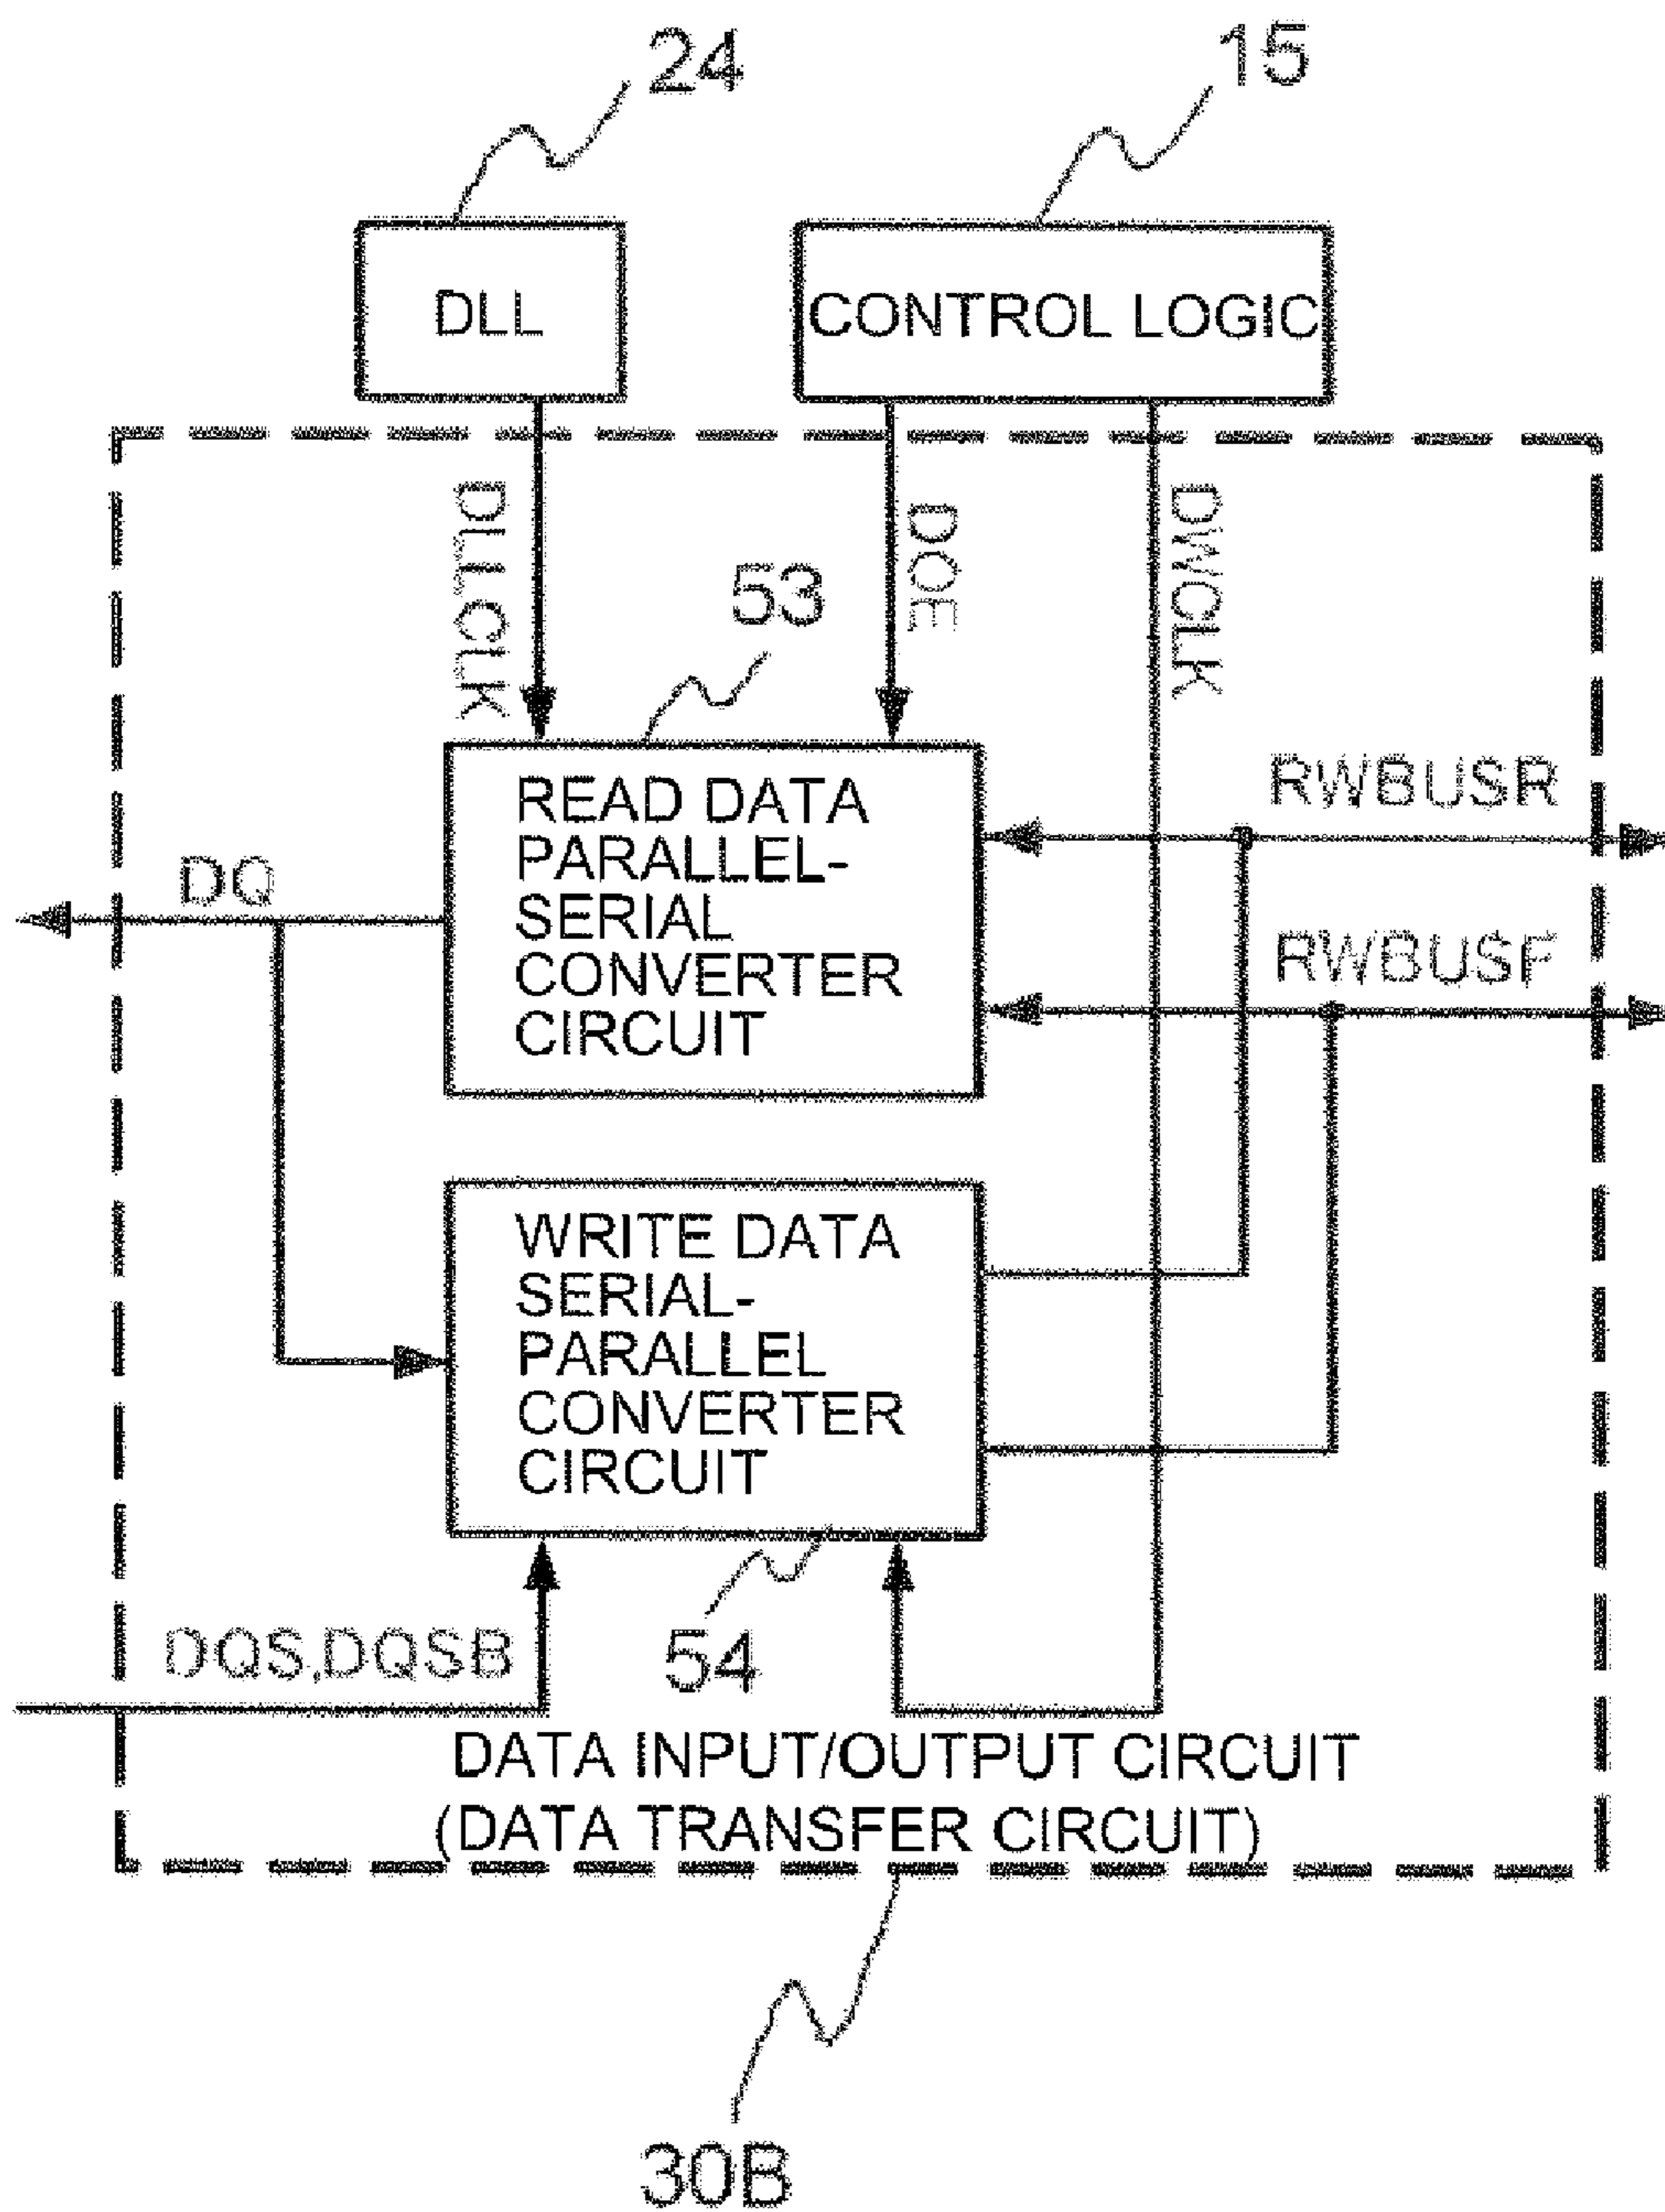 24
15
DLL
CONTROL LOGIC
DLLCLK
DOE
DWCLK
53
READ DATA
PARALLEL-
SERIAL
CONVERTER
CIRCUIT
RWBUSR
DQ
RWBUSF
WRITE DATA
SERIAL-
PARALLEL
CONVERTER
CIRCUIT
DQS,DQSB
54
DATA INPUT/OUTPUT CIRCUIT
(DATA TRANSFER CIRCUIT)
30B